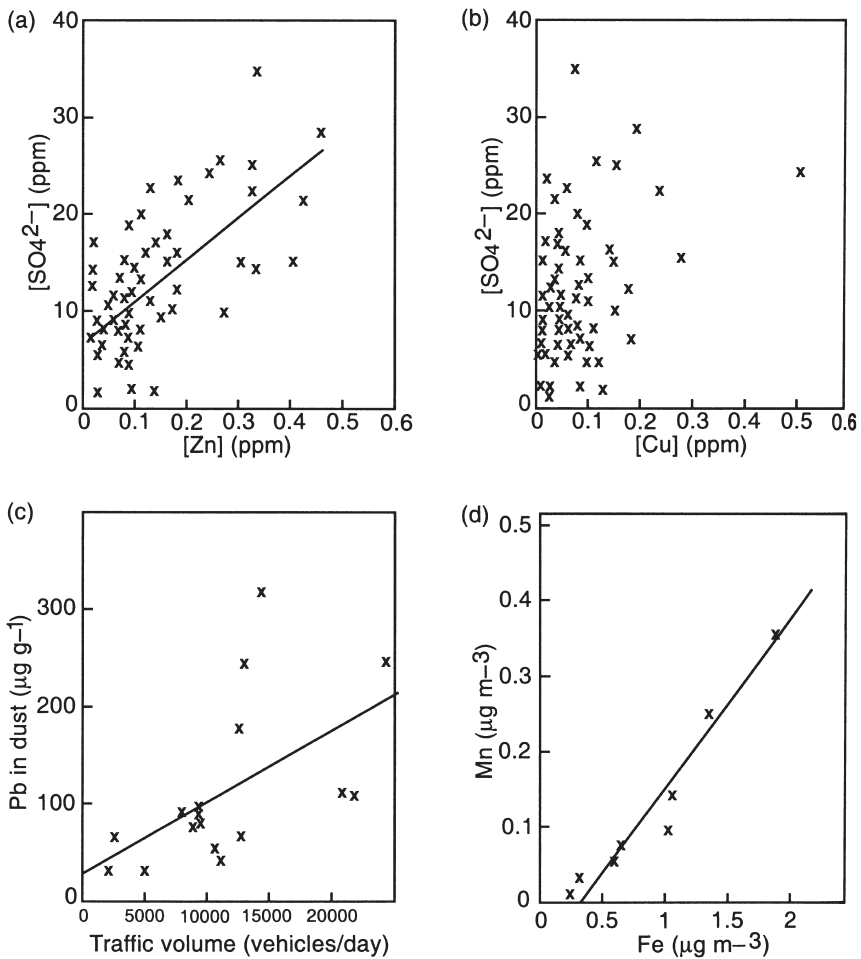 (a)
40
30
20
10
0
[SO4 2–] (ppm)
0 0.1 0.2 0.3 0.4 0.5 0.6
[Zn] (ppm)
(b)
40
30
20
10
0
[SO4 2–] (ppm)
0 0.1 0.2 0.3 0.4 0.5 0.6
[Cu] (ppm)
(c)
300
200
100
0
Pb in dust (μg g–1)
0 5000 10000 15000 20000
Traffic volume (vehicles/day)
(d)
0.5
0.4
0.3
0.2
0.1
0
Mn (μg m–3)
0 0.5 1 1.5 2
Fe (μg m–3)